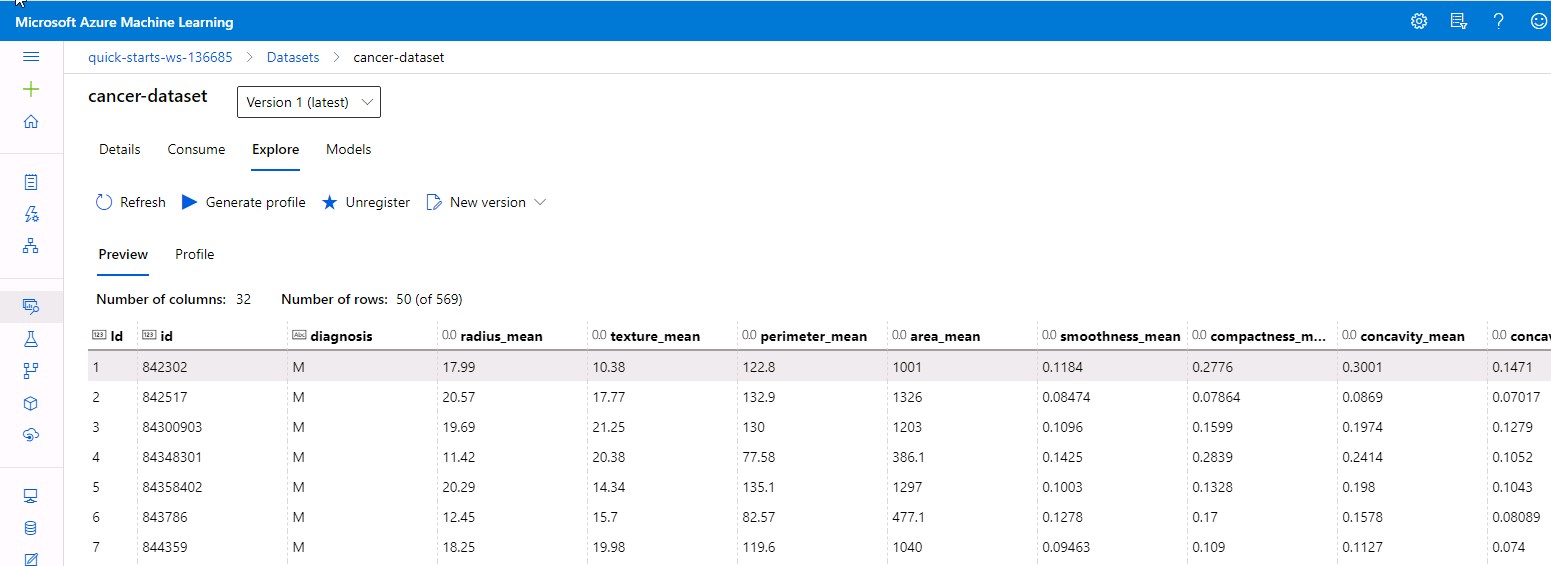 Microsoft Azure Machine Learning
quick-starts-ws-136685 > Datasets > cancer-dataset
cancer-dataset Version 1 (latest)
Details Consume Explore Models
Refresh Generate profile Unregister New version
Preview Profile
Number of columns: 32 Number of rows: 50 (of 569)
123 Id 123 id Abc diagnosis 0.0 radius_mean 0.0 texture_mean 0.0 perimeter_mean 0.0 area_mean 0.0 smoothness_mean 0.0 compactness_m... 0.0 concavity_mean 0.0 conca
1 842302 M 17.99 10.38 122.8 1001 0.1184 0.2776 0.3001 0.1471
2 842517 M 20.57 17.77 132.9 1326 0.08474 0.07864 0.0869 0.07017
3 84300903 M 19.69 21.25 130 1203 0.1096 0.1599 0.1974 0.1279
4 84348301 M 11.42 20.38 77.58 386.1 0.1425 0.2839 0.2414 0.1052
5 84358402 M 20.29 14.34 135.1 1297 0.1003 0.1328 0.198 0.1043
6 843786 M 12.45 15.7 82.57 477.1 0.1278 0.17 0.1578 0.08089
7 844359 M 18.25 19.98 119.6 1040 0.09463 0.109 0.1127 0.074